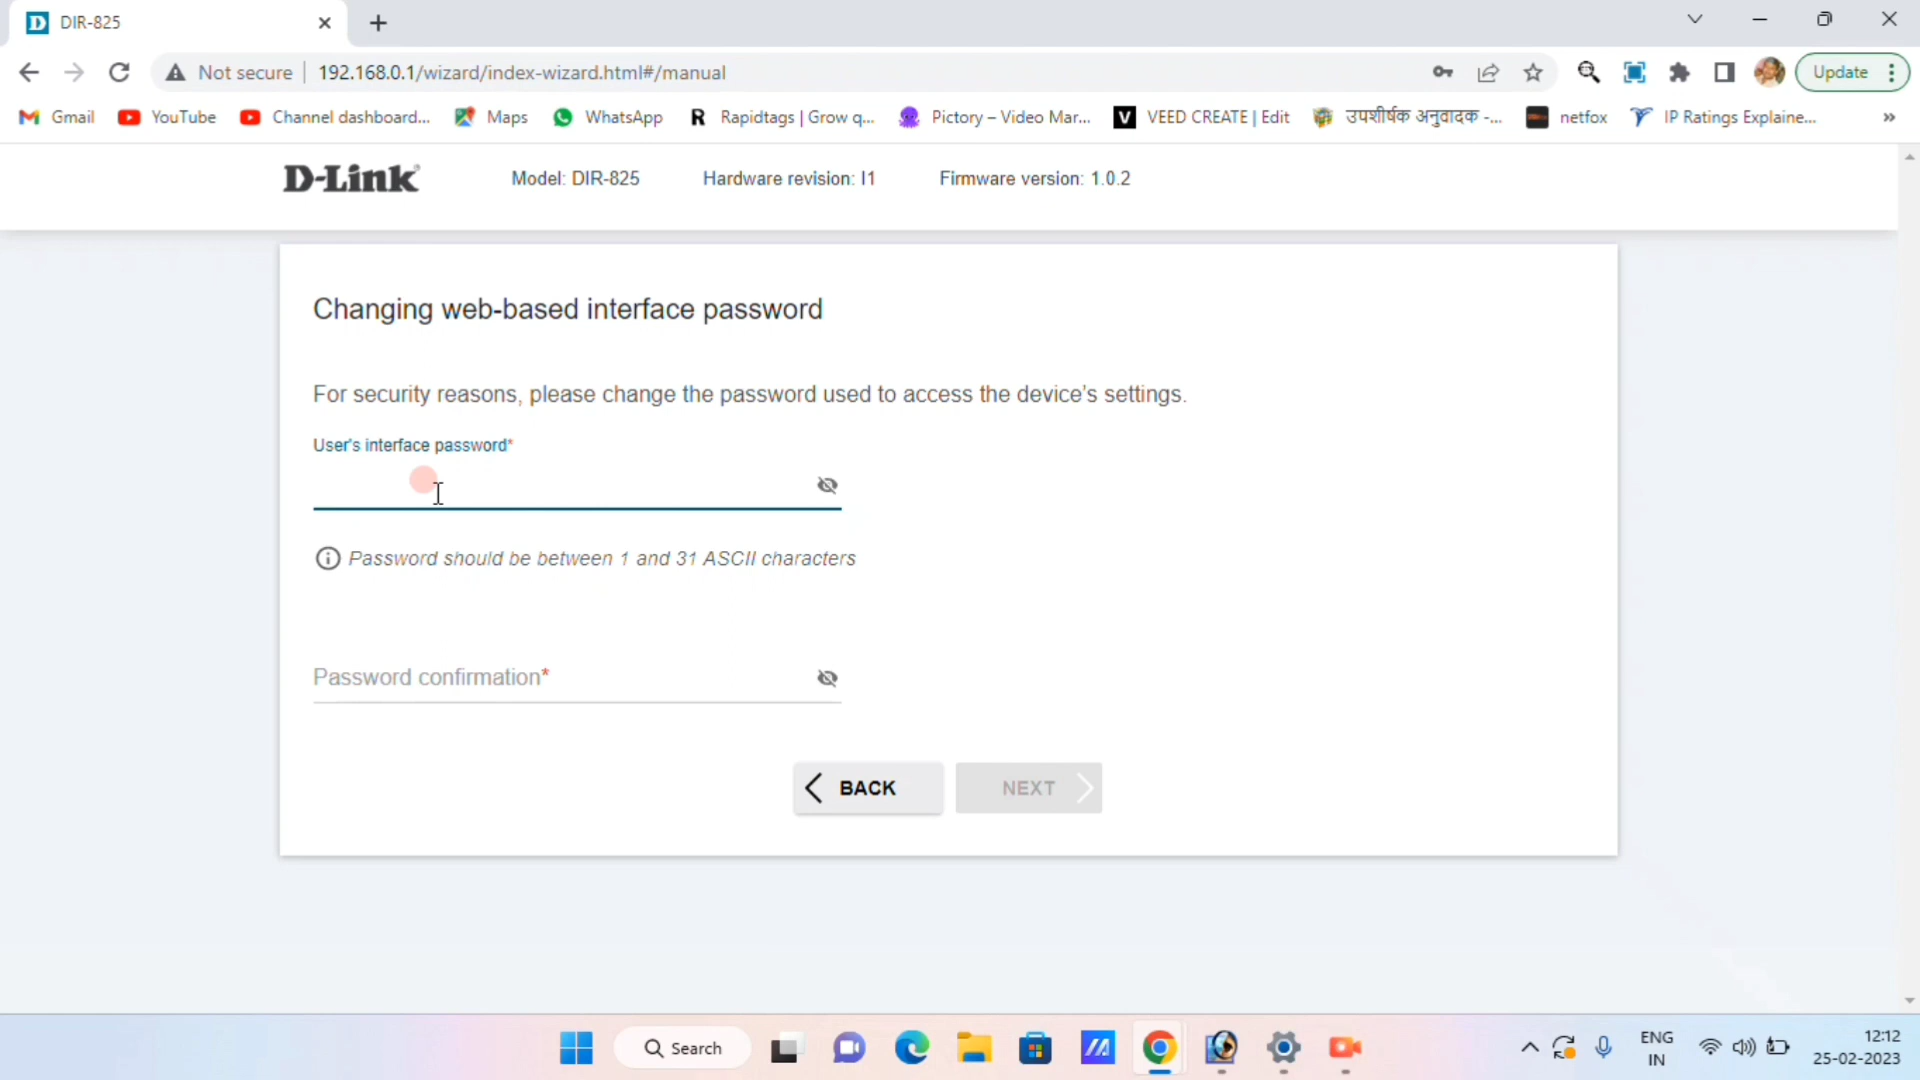 DIR-825
Not secure
192.168.0.1/wizard/index-wizard.html#/manual
Update
Gmail
YouTube
Channel dashboard...
Maps
WhatsApp
R
Rapidtags | Grow q...
Pictory – Video Mar...
V
VEED CREATE | Edit
उपशीर्षक अनुवादक -...
netfox
IP Ratings Explaine...
D-Link
Model: DIR-825
Hardware revision: I1
Firmware version: 1.0.2
Changing web-based interface password
For security reasons, please change the password used to access the device's settings.
User's interface password*
Password should be between 1 and 31 ASCII characters
Password confirmation*
BACK
NEXT
Search
ENG
IN
12:12
25-02-2023